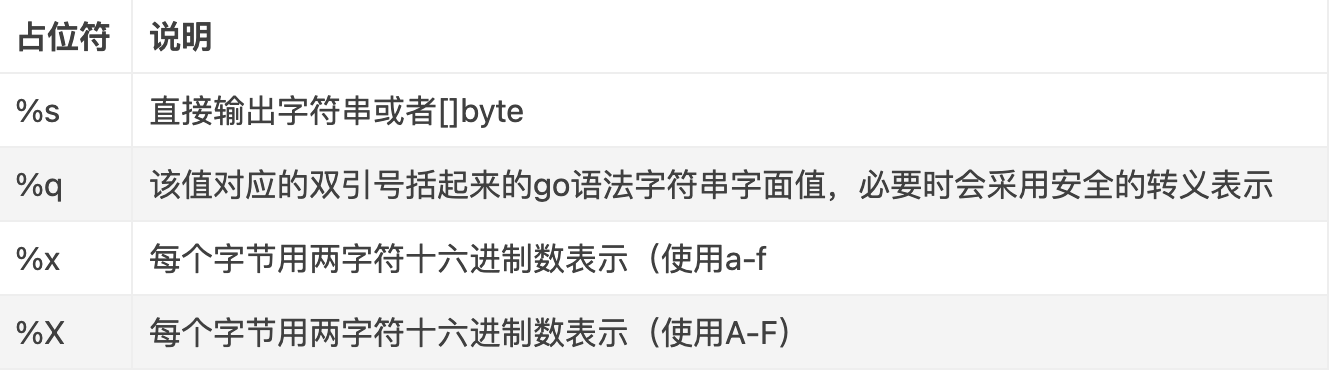 占位符 说明
%s 直接输出字符串或者[]byte
%q 该值对应的双引号括起来的go语法字符串字面值，必要时会采用安全的转义表示
%x 每个字节用两字符十六进制数表示（使用a-f
%X 每个字节用两字符十六进制数表示（使用A-F）